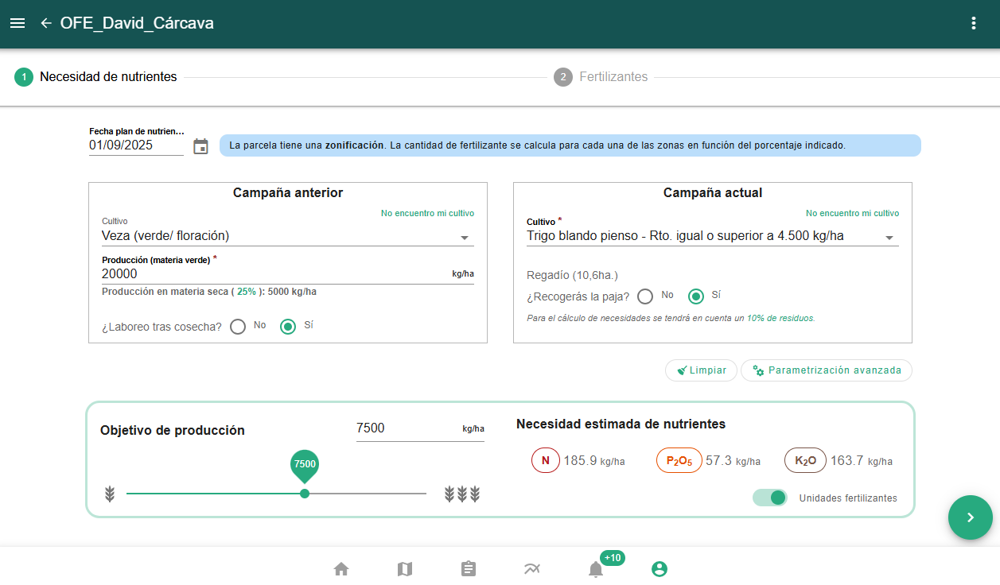 OFE_David_Cárcava
1 Necesidad de nutrientes
2 Fertilizantes
Fecha plan de nutrien...
01/09/2025
La parcela tiene una zonificación. La cantidad de fertilizante se calcula para cada una de las zonas en función del porcentaje indicado.
Campaña anterior
No encuentro mi cultivo
Cultivo
Veza (verde/ floración)
Producción (materia verde) *
20000 kg/ha
Producción en materia seca ( 25% ): 5000 kg/ha
¿Laboreo tras cosecha? No Sí
Campaña actual
No encuentro mi cultivo
Cultivo *
Trigo blando pienso - Rto. igual o superior a 4.500 kg/ha
Regadío (10,6ha.)
¿Recogerás la paja? No Sí
Para el cálculo de necesidades se tendrá en cuenta un 10% de residuos.
Limpiar
Parametrización avanzada
Objetivo de producción
7500 kg/ha
7500
Necesidad estimada de nutrientes
N 185.9 kg/ha
P₂O₅ 57.3 kg/ha
K₂O 163.7 kg/ha
Unidades fertilizantes
+10